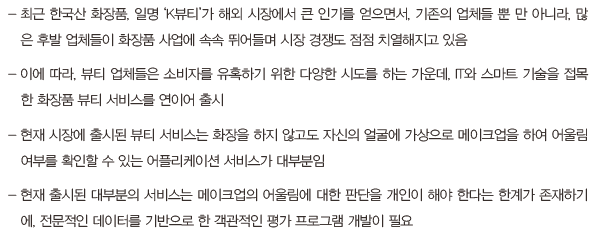 – 최근 한국산 화장품, 일명 ‘K뷰티’가 해외 시장에서 큰 인기를 얻으면서, 기존의 업체들 뿐 만 아니라, 많
은 후발 업체들이 화장품 사업에 속속 뛰어들며 시장 경쟁도 점점 치열해지고 있음
– 이에 따라, 뷰티 업체들은 소비자를 유혹하기 위한 다양한 시도를 하는 가운데, IT와 스마트 기술을 접목
한 화장품 뷰티 서비스를 연이어 출시
– 현재 시장에 출시된 뷰티 서비스는 화장을 하지 않고도 자신의 얼굴에 가상으로 메이크업을 하여 어울림
여부를 확인할 수 있는 어플리케이션 서비스가 대부분임
– 현재 출시된 대부분의 서비스는 메이크업의 어울림에 대한 판단을 개인이 해야 한다는 한계가 존재하기
에, 전문적인 데이터를 기반으로 한 객관적인 평가 프로그램 개발이 필요